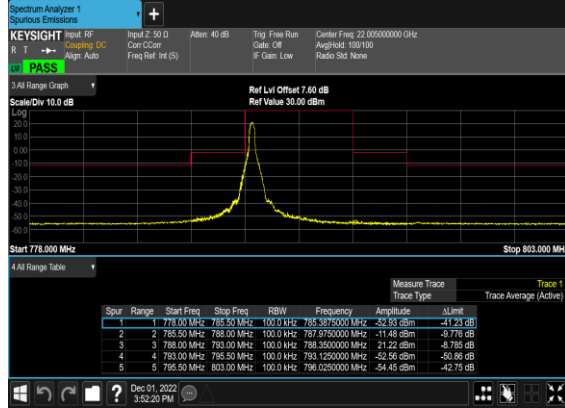 Spectrum Analyzer 1
Spurious Emissions
KEYSIGHT Input: RF Input Z: 50 Ω Atten: 40 dB Trig: Free Run Center Freq: 22.005000000 GHz
R T Coupling: DC Corr CCorr Gate: Off Avg|Hold: 100/100
Align: Auto Freq Ref: Int (S) IF Gain: Low Radio Std: None
PASS
3 All Range Graph
Ref Lvl Offset 7.60 dB
Scale/Div 10.0 dB Ref Value 30.00 dBm
Log
20.0
10.0
0.00
-10.0
-20.0
-30.0
-40.0
-50.0
-60.0
Start 778.000 MHz Stop 803.000 MH
4 All Range Table
Measure Trace Trace 1
Trace Type Trace Average (Active)
Spur Range Start Freq Stop Freq RBW Frequency Amplitude ΔLimit
1 1 778.00 MHz 785.50 MHz 100.0 kHz 785.3875000 MHz -52.93 dBm -41.23 dB
2 2 785.50 MHz 788.00 MHz 100.0 kHz 787.9750000 MHz -11.48 dBm -9.776 dB
3 3 788.00 MHz 793.00 MHz 100.0 kHz 788.3500000 MHz 21.22 dBm -8.785 dB
4 4 793.00 MHz 795.50 MHz 100.0 kHz 793.1250000 MHz -52.56 dBm -50.86 dB
5 5 795.50 MHz 803.00 MHz 100.0 kHz 796.0250000 MHz -54.45 dBm -42.75 dB
? Dec 01, 2022
3:52:20 PM